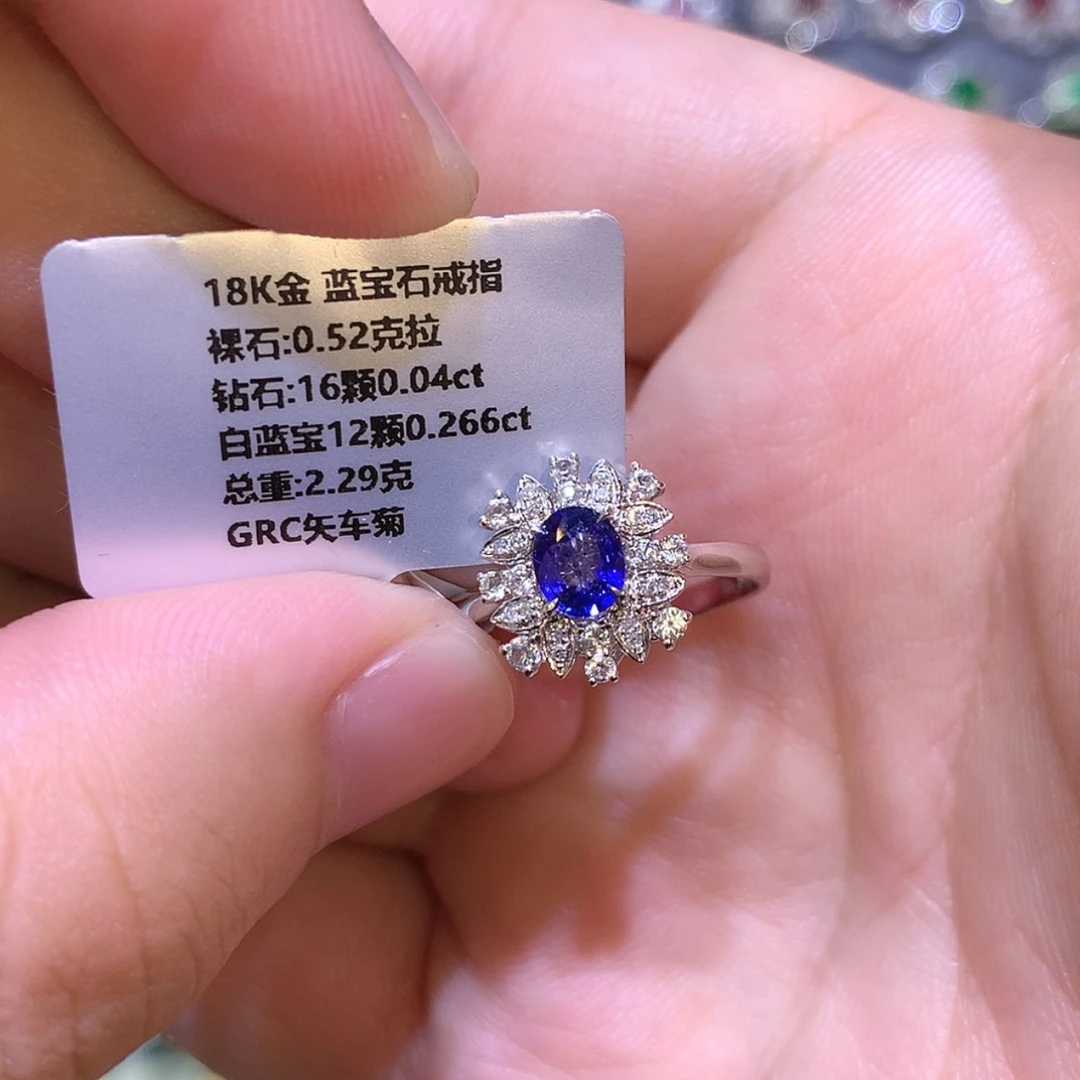 18K金 蓝宝石戒指
裸石:0.52克拉
钻石:16颗0.04ct
白蓝宝12颗0.266ct
总重:2.29克
GRC矢车菊